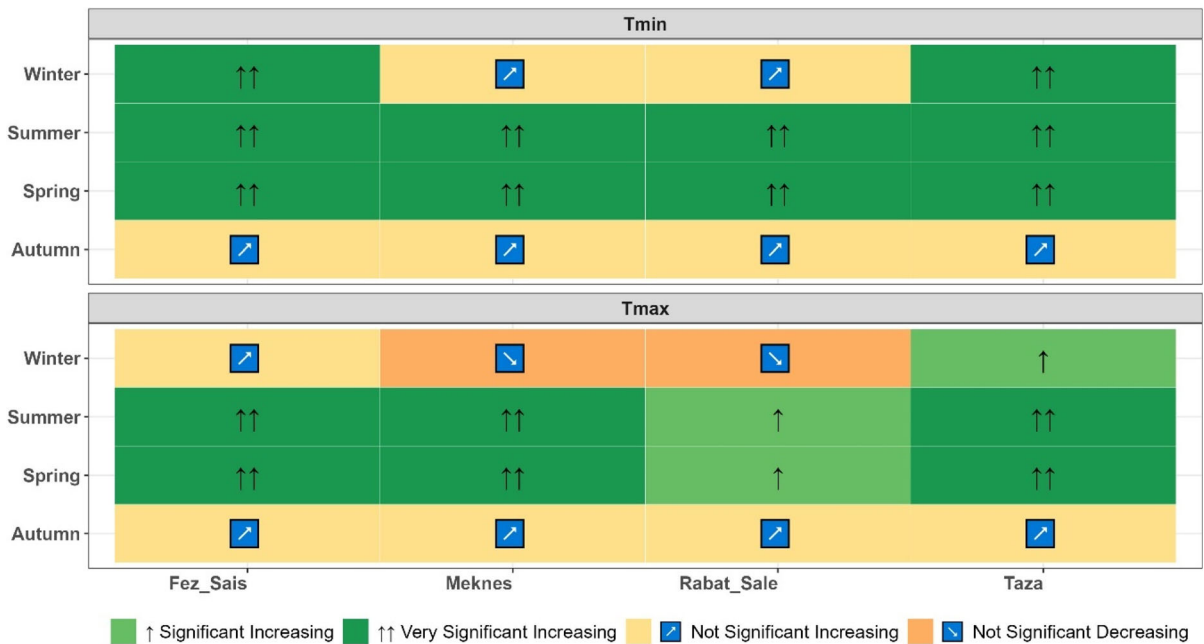 Tmin
Winter ↑↑ ↗ ↗ ↑↑
Summer ↑↑ ↑↑ ↑↑ ↑↑
Spring ↑↑ ↑↑ ↑↑ ↑↑
Autumn ↗ ↗ ↗ ↗
Tmax
Winter ↗ ↘ ↘ ↑
Summer ↑↑ ↑↑ ↑ ↑↑
Spring ↑↑ ↑↑ ↑ ↑↑
Autumn ↗ ↗ ↗ ↗
Fez_Sais Meknes Rabat_Sale Taza
↑ Significant Increasing ↑↑ Very Significant Increasing ↗ Not Significant Increasing ↘ Not Significant Decreasing